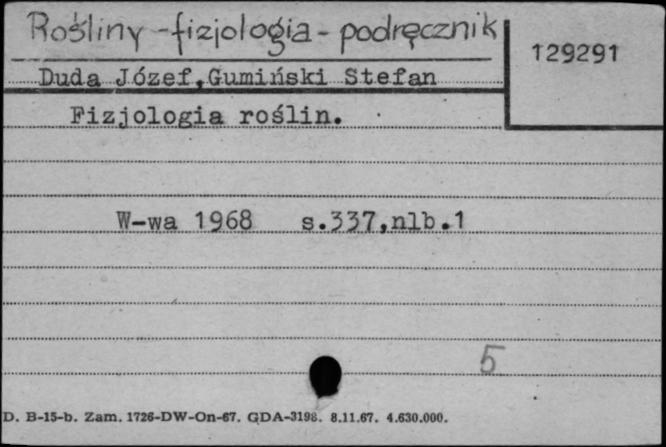 Rośliny - fizjologia - podręcznik
129291
Duda Józef,Gumiński Stefan
Fizjologia roślin.
W-wa 1968 s.337,nlb.1
5
D. B-15-b. Zam. 1726-DW-On-67. GDA-3198. 8.11.67. 4.630.000.